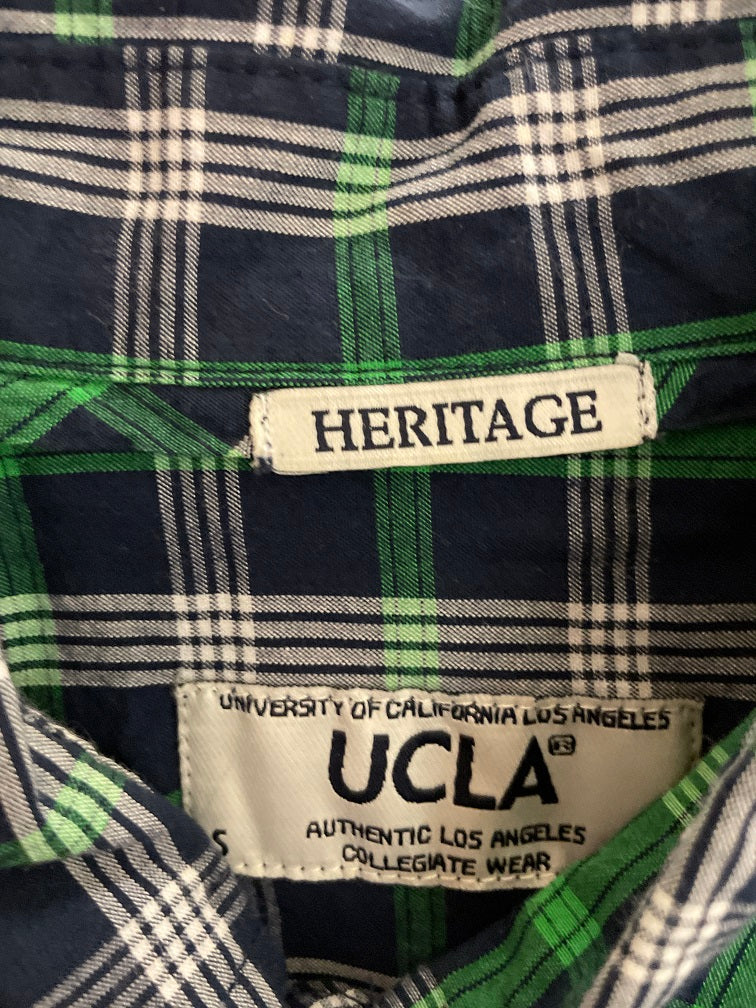 HERITAGE
UNIVERSITY OF CALIFORNIA LOS ANGELES
UCLA®
AUTHENTIC LOS ANGELES
COLLEGIATE WEAR
S